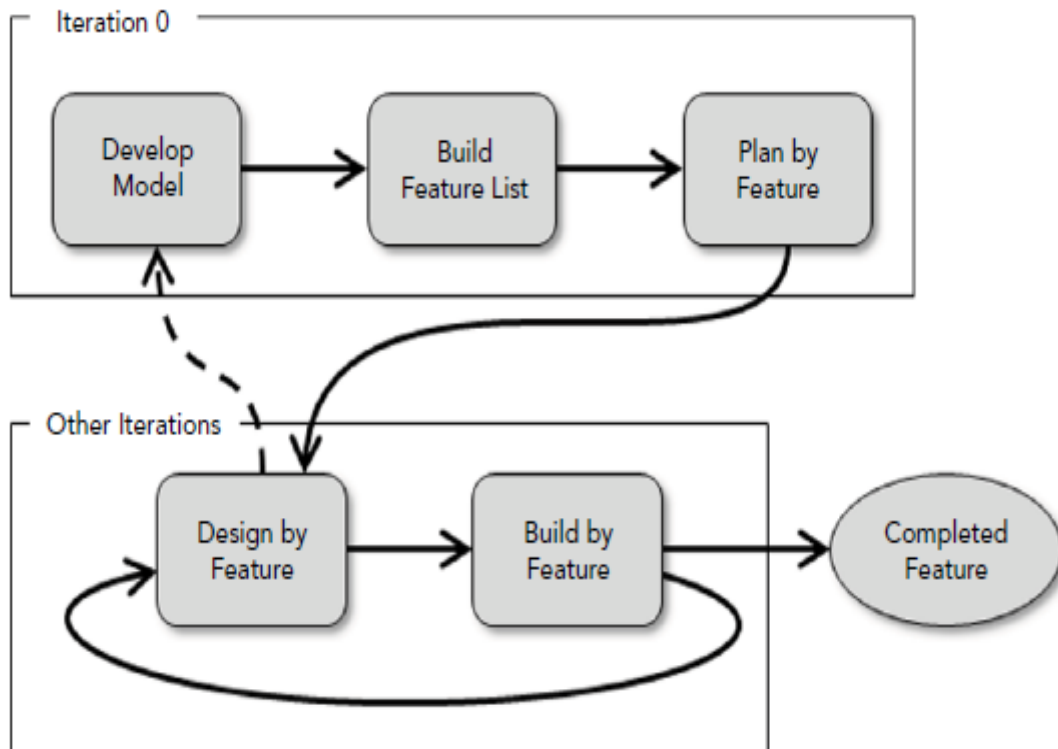 Iteration 0
Develop
Model
Build
Feature List
Plan by
Feature
Other Iterations
Design by
Feature
Build by
Feature
Completed
Feature